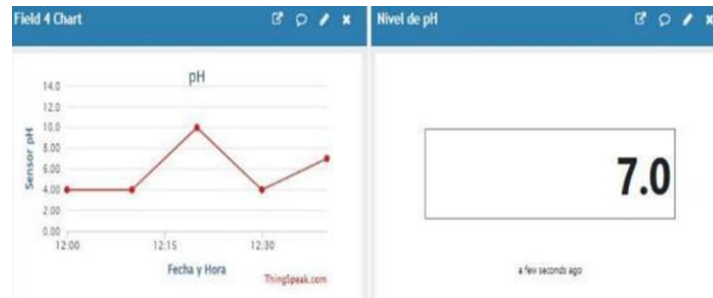 Field 4 Chart
pH
Sensor pH
14.0
12.0
10.0
8.00
6.00
4.00
2.00
0.00
12:00
12:15
12:30
Fecha y Hora
ThingSpeak.com
Nivel de pH
7.0
a few seconds ago